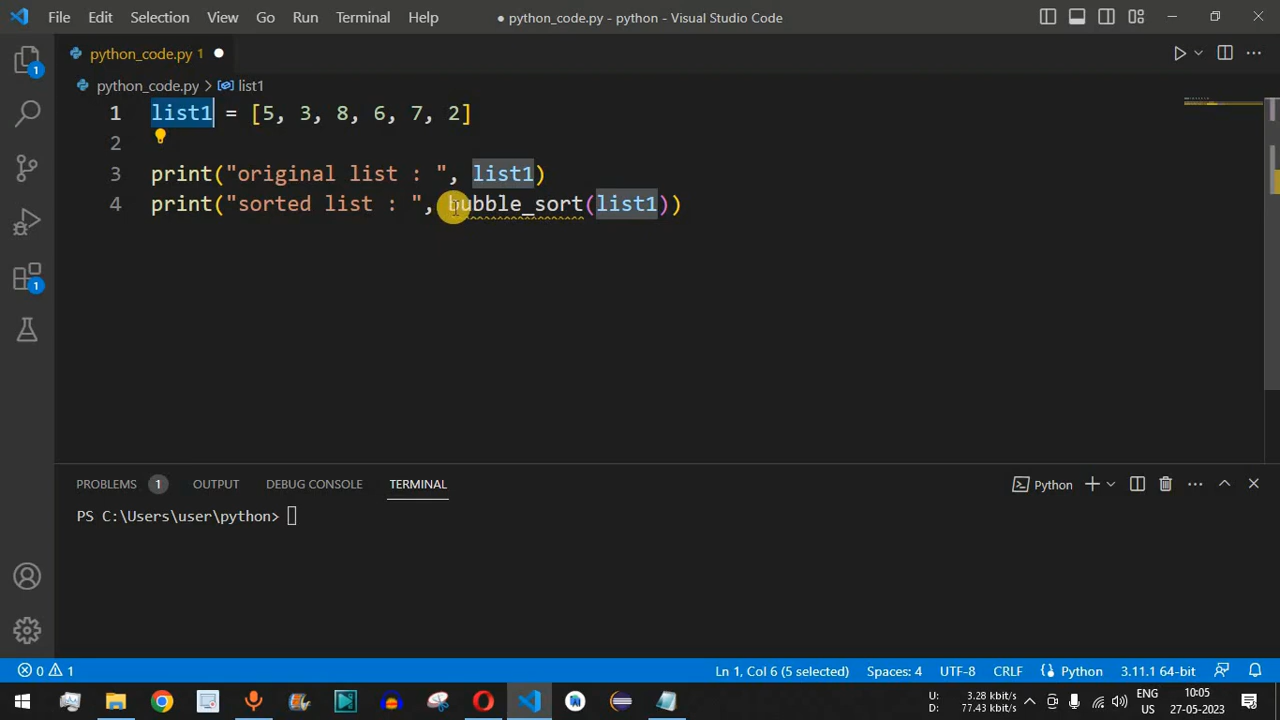 File Edit Selection View Go Run Terminal Help
● python_code.py - python - Visual Studio Code
python_code.py 1 ●
python_code.py > list1
1 list1 = [5, 3, 8, 6, 7, 2]
2
3 print("original list : ", list1)
4 print("sorted list : ", bubble_sort(list1))
1
1
PROBLEMS 1 OUTPUT DEBUG CONSOLE TERMINAL
Python
PS C:\Users\user\python>
0 1
Ln 1, Col 6 (5 selected) Spaces: 4 UTF-8 CRLF Python 3.11.1 64-bit
U: 3.28 kbit/s
D: 77.43 kbit/s
ENG
IN
10:05
27-05-2023